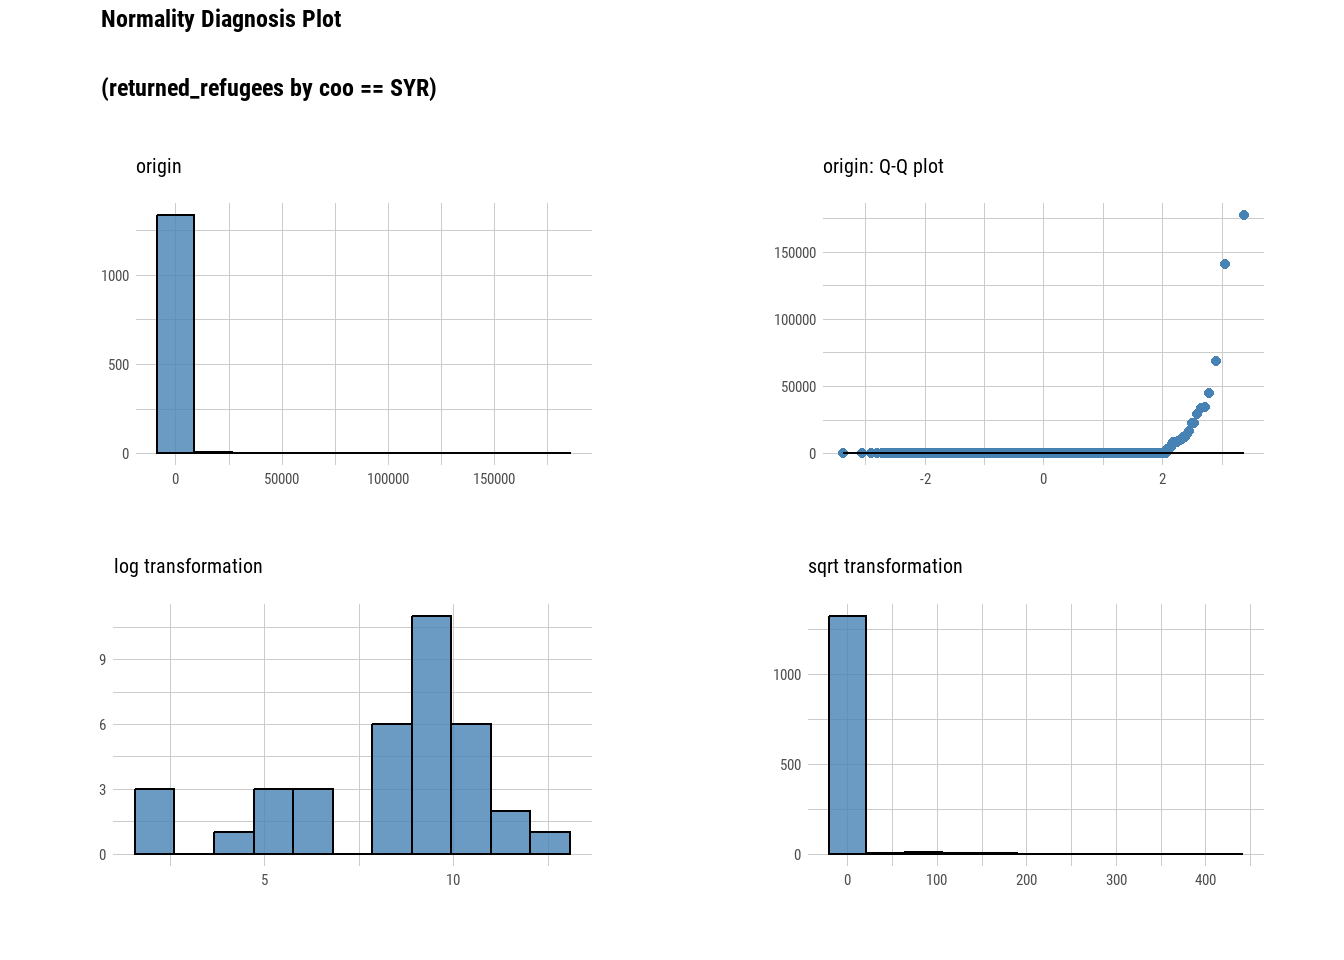 Normality Diagnosis Plot
(returned_refugees by coo == SYR)
origin
1000
500
0
0 50000 100000 150000
origin: Q-Q plot
150000
100000
50000
0
-2 0 2
log transformation
9
6
3
0
5 10
sqrt transformation
1000
500
0
0 100 200 300 400